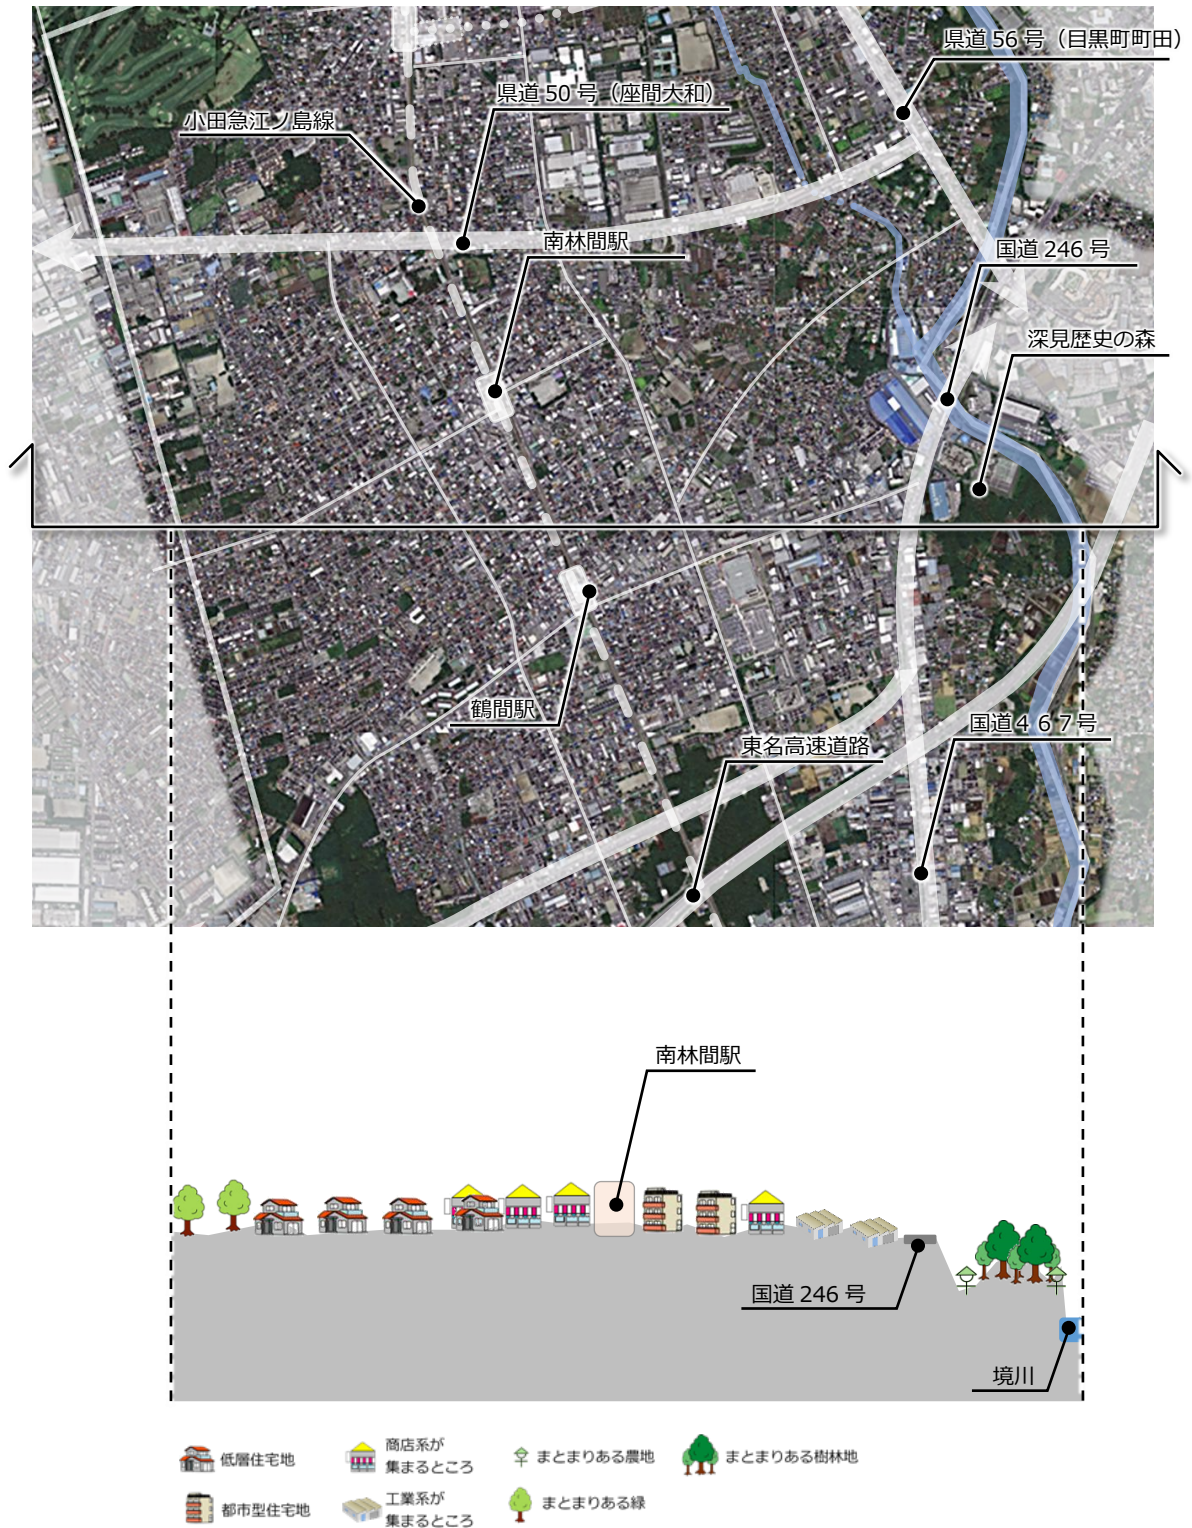 県道 56 号（目黒町町田）
県道 50 号（座間大和）
小田急江ノ島線
南林間駅
国道 246 号
深見歴史の森
鶴間駅
国道４６７号
東名高速道路
南林間駅
国道 246 号
境川
低層住宅地
商店系が
集まるところ
まとまりある農地
まとまりある樹林地
都市型住宅地
工業系が
集まるところ
まとまりある緑